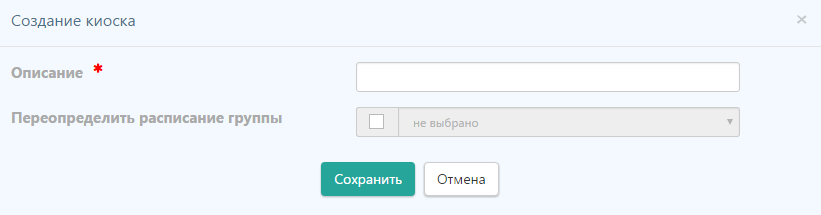 Создание киоска ×
Описание *
Переопределить расписание группы не выбрано
Сохранить Отмена